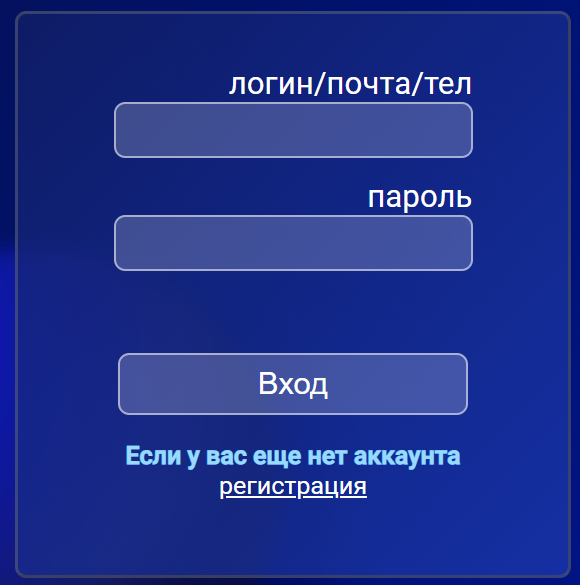 логин/почта/тел
пароль
Вход
Если у вас еще нет аккаунта
регистрация